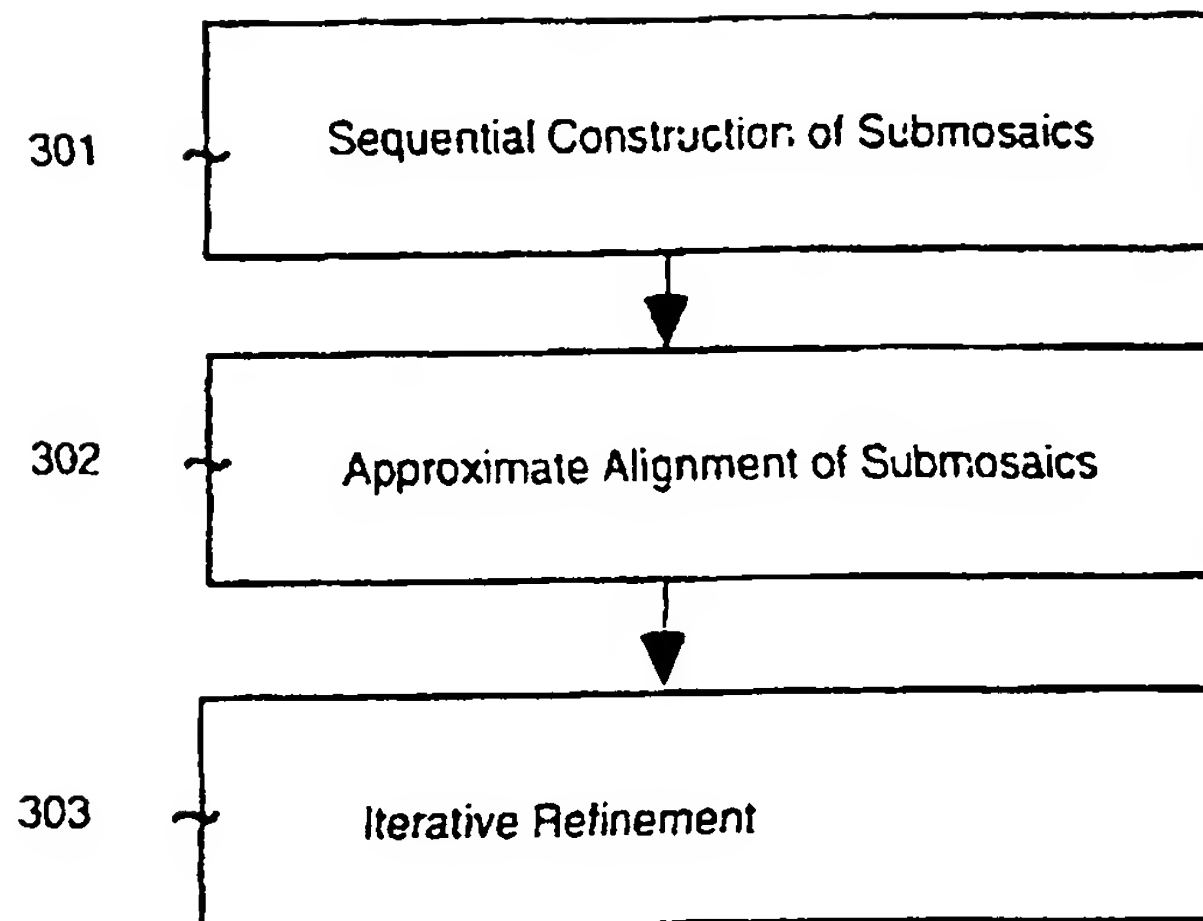 301
Sequential Construction of Submosaics
302
Approximate Alignment of Submosaics
303
Iterative Refinement